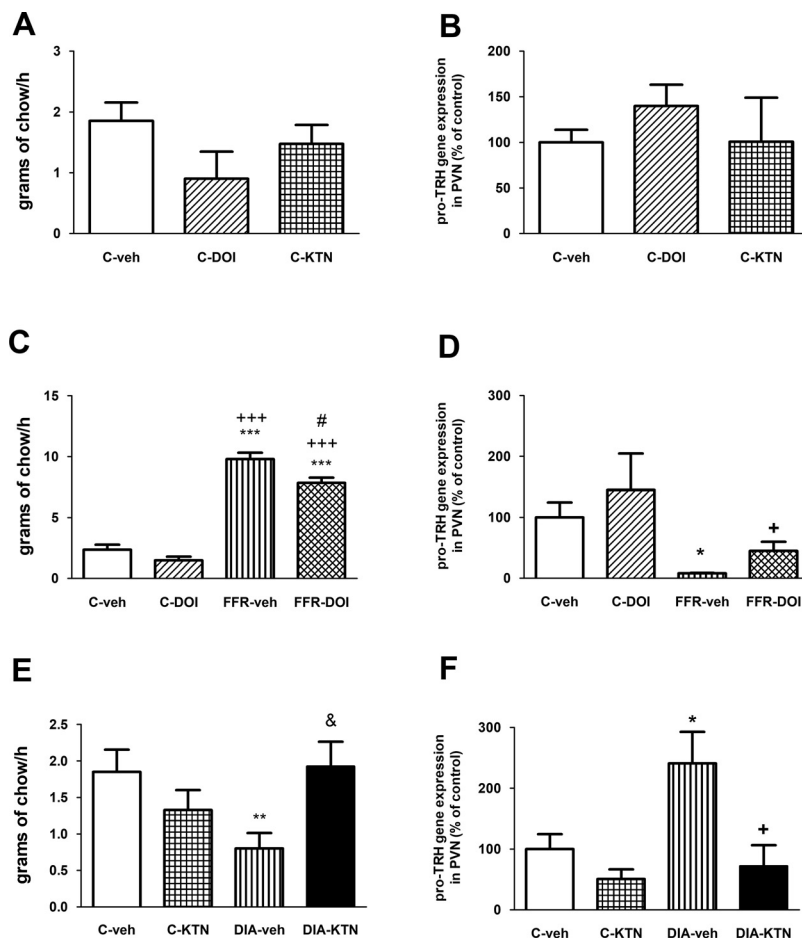 A
grams of chow/h
3
2
1
0
C-veh C-DOI C-KTN
B
pro-TRH gene expression
in PVN (% of control)
200
150
100
50
0
C-veh C-DOI C-KTN
C
grams of chow/h
15
10
5
0
+++
***
#
+++
***
C-veh C-DOI FFR-veh FFR-DOI
D
pro-TRH gene expression
in PVN (% of control)
300
200
100
0
*
+
C-veh C-DOI FFR-veh FFR-DOI
E
grams of chow/h
2.5
2.0
1.5
1.0
0.5
0.0
**
&
C-veh C-KTN DIA-veh DIA-KTN
F
pro-TRH gene expression
in PVN (% of control)
300
200
100
0
*
+
C-veh C-KTN DIA-veh DIA-KTN